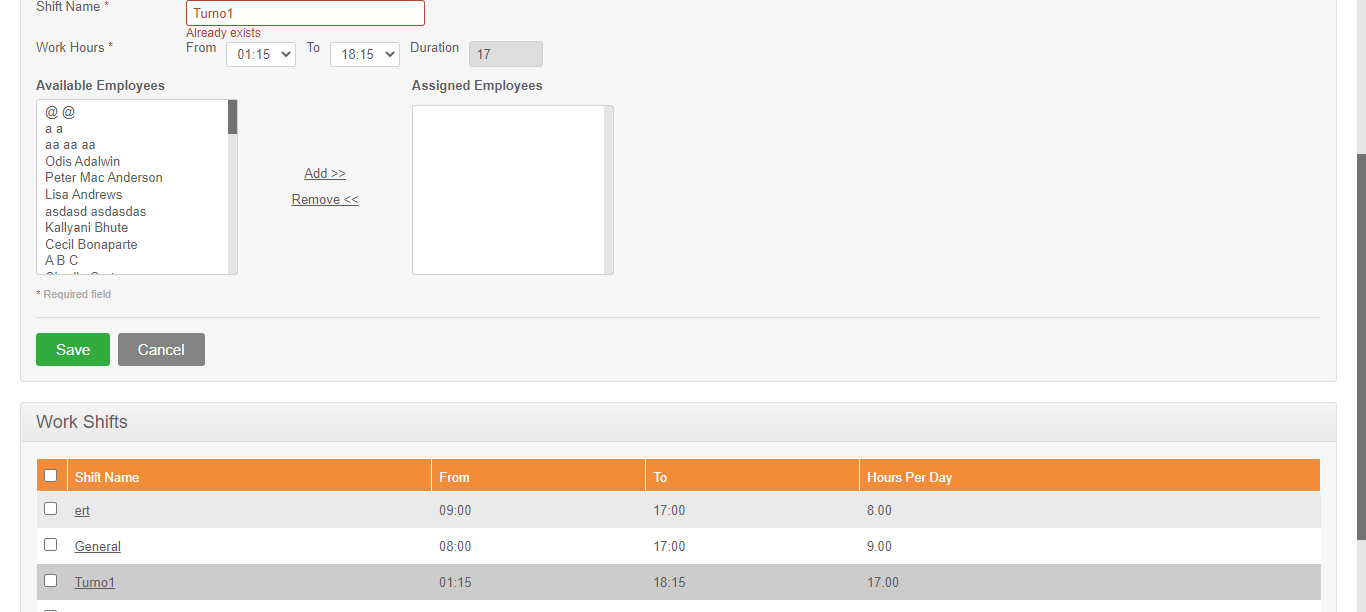 Shift Name *
Turno1
Already exists
Work Hours *
From
01:15
To
18:15
Duration
17
Available Employees
Assigned Employees
@ @
a a
aa aa aa
Odis Adalwin
Peter Mac Anderson
Lisa Andrews
asdasd asdasdas
Kallyani Bhute
Cecil Bonaparte
A B C
Add >>
Remove <<
* Required field
Save
Cancel
Work Shifts
Shift Name From To Hours Per Day
ert 09:00 17:00 8.00
General 08:00 17:00 9.00
Turno1 01:15 18:15 17.00